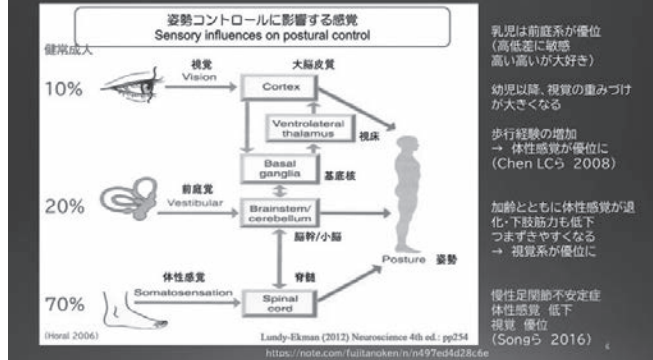 姿勢コントロールに影響する感覚
Sensory influences on postural control
健常成人
10%
視覚
Vision
大脳皮質
Cortex
Ventrolateral
thalamus
視床
Basal
ganglia
基底核
20%
前庭覚
Vestibular
Brainstem/
cerebellum
脳幹/小脳
Posture
姿勢
70%
体性感覚
Somatosensation
脊髄
Spinal
cord
(Horal 2006)
Lundy-Ekman (2012) Neuroscience 4th ed.: pp254
乳児は前庭系が優位
(高低差に敏感
高い高いが大好き)
幼児以降、視覚の重みづけ
が大きくなる
歩行経験の増加
→ 体性感覚が優位に
(Chen LCら 2008)
加齢とともに体性感覚が退
化・下肢筋力も低下
つまずきやすくなる
→ 視覚系が優位に
慢性足関節不安定症
体性感覚 低下
視覚 優位
(Songら 2016)
6
https://note.com/fujitanoken/n/n497ed4d28c6e